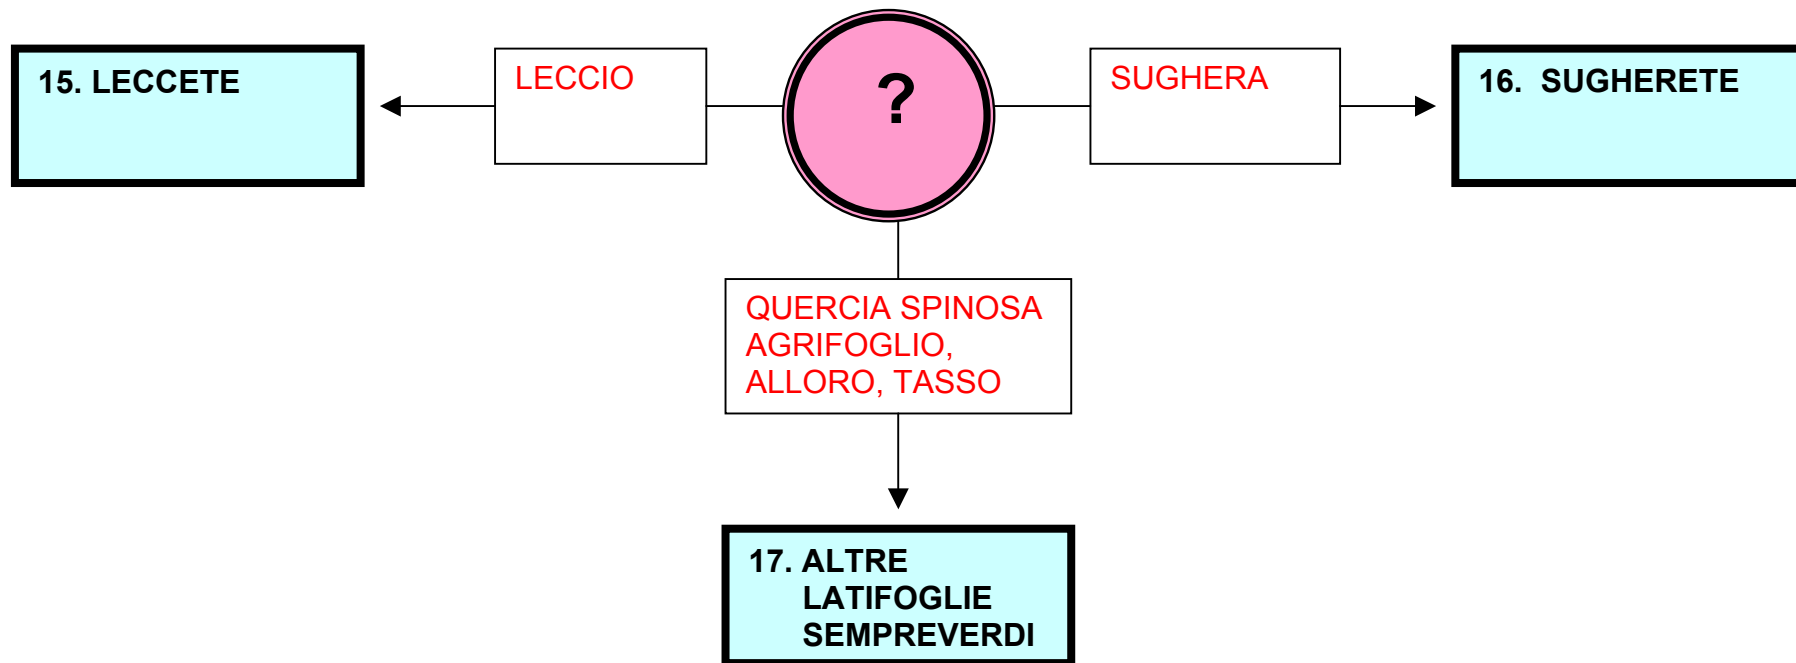 15. LECCETE
LECCIO
?
SUGHERA
16. SUGHERETE
QUERCIA SPINOSA
AGRIFOGLIO,
ALLORO, TASSO
17. ALTRE
LATIFOGLIE
SEMPREVERDI